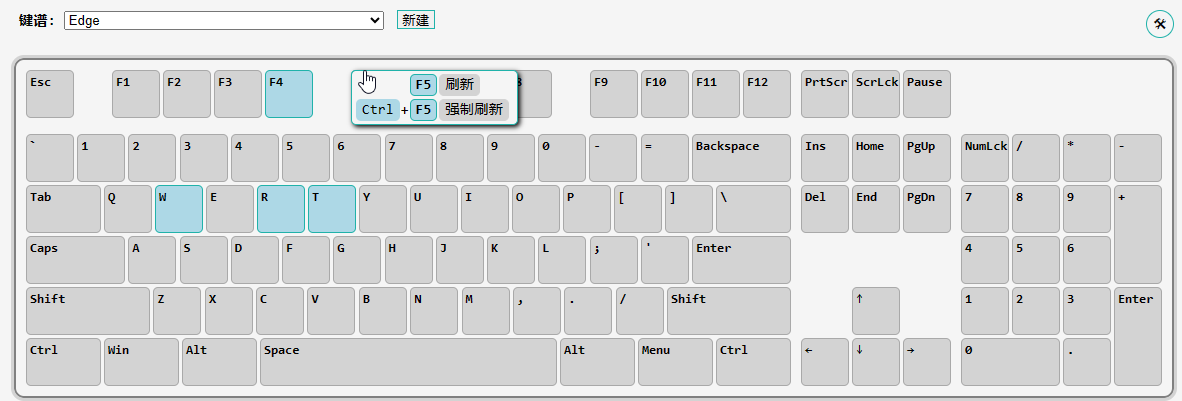 键谱： Edge 新建 🛠
Esc F1 F2 F3 F4 F5 刷新 F9 F10 F11 F12 PrtScr ScrLck Pause
Ctrl + F5 强制刷新
` 1 2 3 4 5 6 7 8 9 0 - = Backspace Ins Home PgUp NumLck / * -
Tab Q W E R T Y U I O P [ ] \ Del End PgDn 7 8 9 +
Caps A S D F G H J K L ; ' Enter 4 5 6
Shift Z X C V B N M , . / Shift ↑ 1 2 3 Enter
Ctrl Win Alt Space Alt Menu Ctrl ← ↓ → 0 .